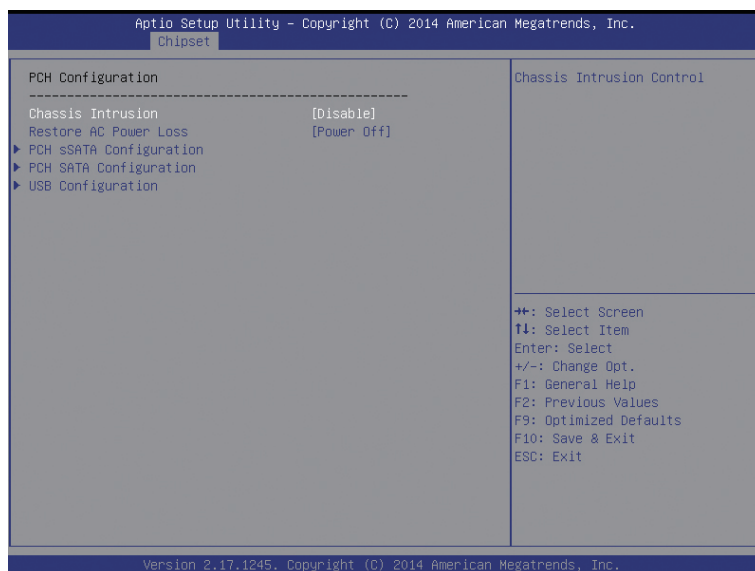 Aptio Setup Utility – Copyright (C) 2014 American Megatrends, Inc.
Chipset
PCH Configuration
Chassis Intrusion [Disable]
Restore AC Power Loss [Power Off]
PCH sSATA Configuration
PCH SATA Configuration
USB Configuration
Chassis Intrusion Control
→←: Select Screen
↑↓: Select Item
Enter: Select
+/-: Change Opt.
F1: General Help
F2: Previous Values
F9: Optimized Defaults
F10: Save & Exit
ESC: Exit
Version 2.17.1245. Copyright (C) 2014 American Megatrends, Inc.